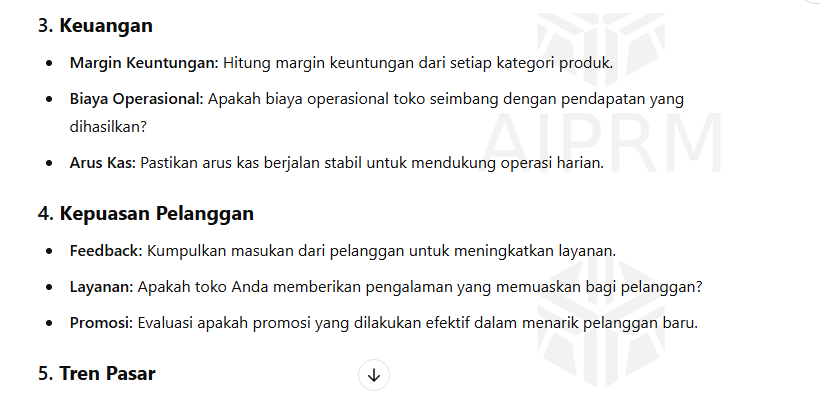 3. Keuangan
• Margin Keuntungan: Hitung margin keuntungan dari setiap kategori produk.
• Biaya Operasional: Apakah biaya operasional toko seimbang dengan pendapatan yang
dihasilkan?
• Arus Kas: Pastikan arus kas berjalan stabil untuk mendukung operasi harian.
AIPRM
4. Kepuasan Pelanggan
• Feedback: Kumpulkan masukan dari pelanggan untuk meningkatkan layanan.
• Layanan: Apakah toko Anda memberikan pengalaman yang memuaskan bagi pelanggan?
• Promosi: Evaluasi apakah promosi yang dilakukan efektif dalam menarik pelanggan baru.
5. Tren Pasar